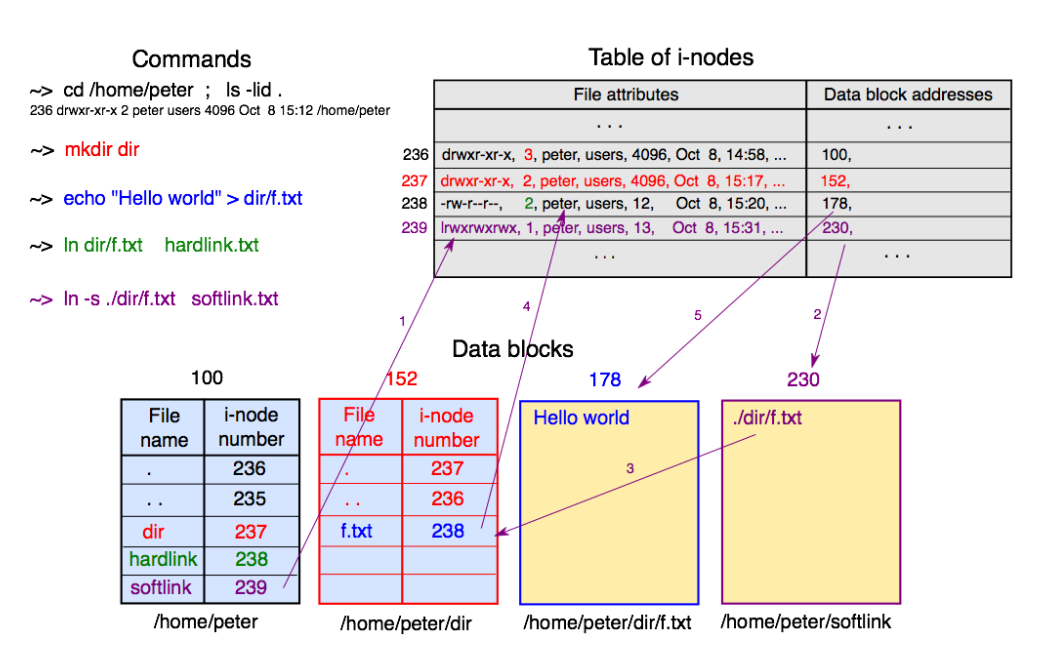 Commands
~> cd /home/peter ; ls -lid .
236 drwxr-xr-x 2 peter users 4096 Oct 8 15:12 /home/peter
~> mkdir dir
~> echo "Hello world" > dir/f.txt
~> ln dir/f.txt hardlink.txt
~> ln -s ./dir/f.txt softlink.txt
Table of i-nodes
File attributes Data block addresses
. . . . . .
236 drwxr-xr-x, 3, peter, users, 4096, Oct 8, 14:58, ... 100,
237 drwxr-xr-x, 2, peter, users, 4096, Oct 8, 15:17, ... 152,
238 -rw-r--r--, 2, peter, users, 12, Oct 8, 15:20, ... 178,
239 lrwxrwxrwx, 1, peter, users, 13, Oct 8, 15:31, ... 230,
. . . . . .
1
4
5
2
3
Data blocks
100
File name i-node number
. 236
. . 235
dir 237
hardlink 238
softlink 239
/home/peter
152
File name i-node number
. 237
. . 236
f.txt 238
/home/peter/dir
178
Hello world
/home/peter/dir/f.txt
230
./dir/f.txt
/home/peter/softlink